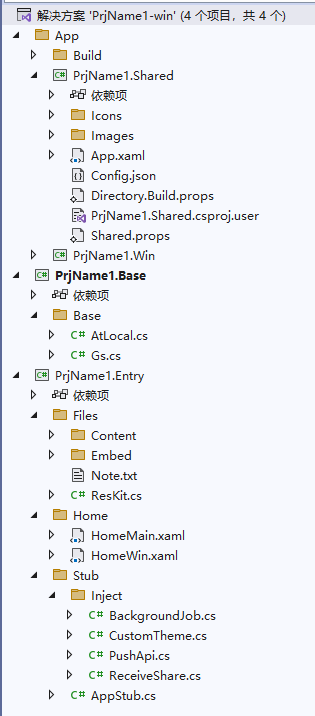 解决方案 'PrjName1-win' (4 个项目，共 4 个)
App
Build
C# PrjName1.Shared
依赖项
Icons
Images
App.xaml
Config.json
Directory.Build.props
PrjName1.Shared.csproj.user
Shared.props
C# PrjName1.Win
C# PrjName1.Base
依赖项
Base
C# AtLocal.cs
C# Gs.cs
C# PrjName1.Entry
依赖项
Files
Content
Embed
Note.txt
C# ResKit.cs
Home
HomeMain.xaml
HomeWin.xaml
Stub
Inject
C# BackgroundJob.cs
C# CustomTheme.cs
C# PushApi.cs
C# ReceiveShare.cs
C# AppStub.cs